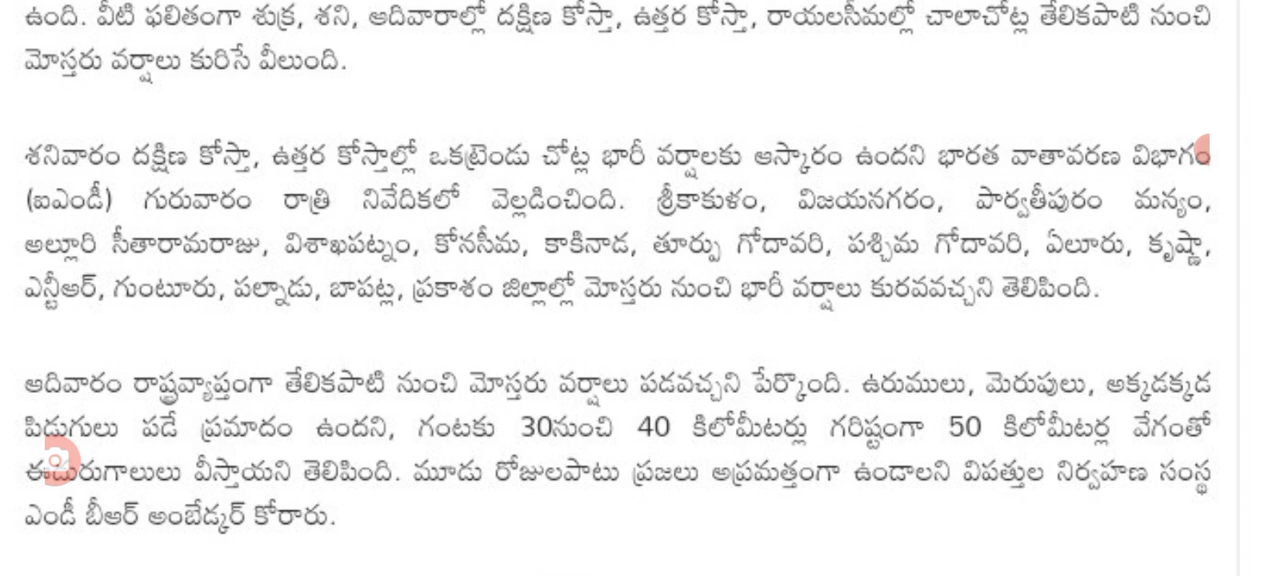 ఉంది. వీటి ఫలితంగా శుక్ర, శని, ఆదివారాల్లో దక్షిణ కోస్తా, ఉత్తర కోస్తా, రాయలసీమల్లో చాలాచోట్ల తేలికపాటి నుంచి
మోస్తరు వర్షాలు కురిసే వీలుంది.
శనివారం దక్షిణ కోస్తా, ఉత్తర కోస్తాల్లో ఒకట్రెండు చోట్ల భారీ వర్షాలకు ఆస్కారం ఉందని భారత వాతావరణ విభాగం
(ఐఎండీ) గురువారం రాత్రి నివేదికలో వెల్లడించింది. శ్రీకాకుళం, విజయనగరం, పార్వతీపురం మన్యం,
అల్లూరి సీతారామరాజు, విశాఖపట్నం, కోనసీమ, కాకినాడ, తూర్పు గోదావరి, పశ్చిమ గోదావరి, ఏలూరు, కృష్ణా,
ఎన్టీఆర్, గుంటూరు, పల్నాడు, బాపట్ల, ప్రకాశం జిల్లాల్లో మోస్తరు నుంచి భారీ వర్షాలు కురవవచ్చని తెలిపింది.
ఆదివారం రాష్ట్రవ్యాప్తంగా తేలికపాటి నుంచి మోస్తరు వర్షాలు పడవచ్చని పేర్కొంది. ఉరుములు, మెరుపులు, అక్కడక్కడ
పిడుగులు పడే ప్రమాదం ఉందని, గంటకు 30నుంచి 40 కిలోమీటర్లు గరిష్టంగా 50 కిలోమీటర్ల వేగంతో
ఈదురుగాలులు వీస్తాయని తెలిపింది. మూడు రోజులపాటు ప్రజలు అప్రమత్తంగా ఉండాలని విపత్తుల నిర్వహణ సంస్థ
ఎండీ బీఆర్ అంబేడ్కర్ కోరారు.